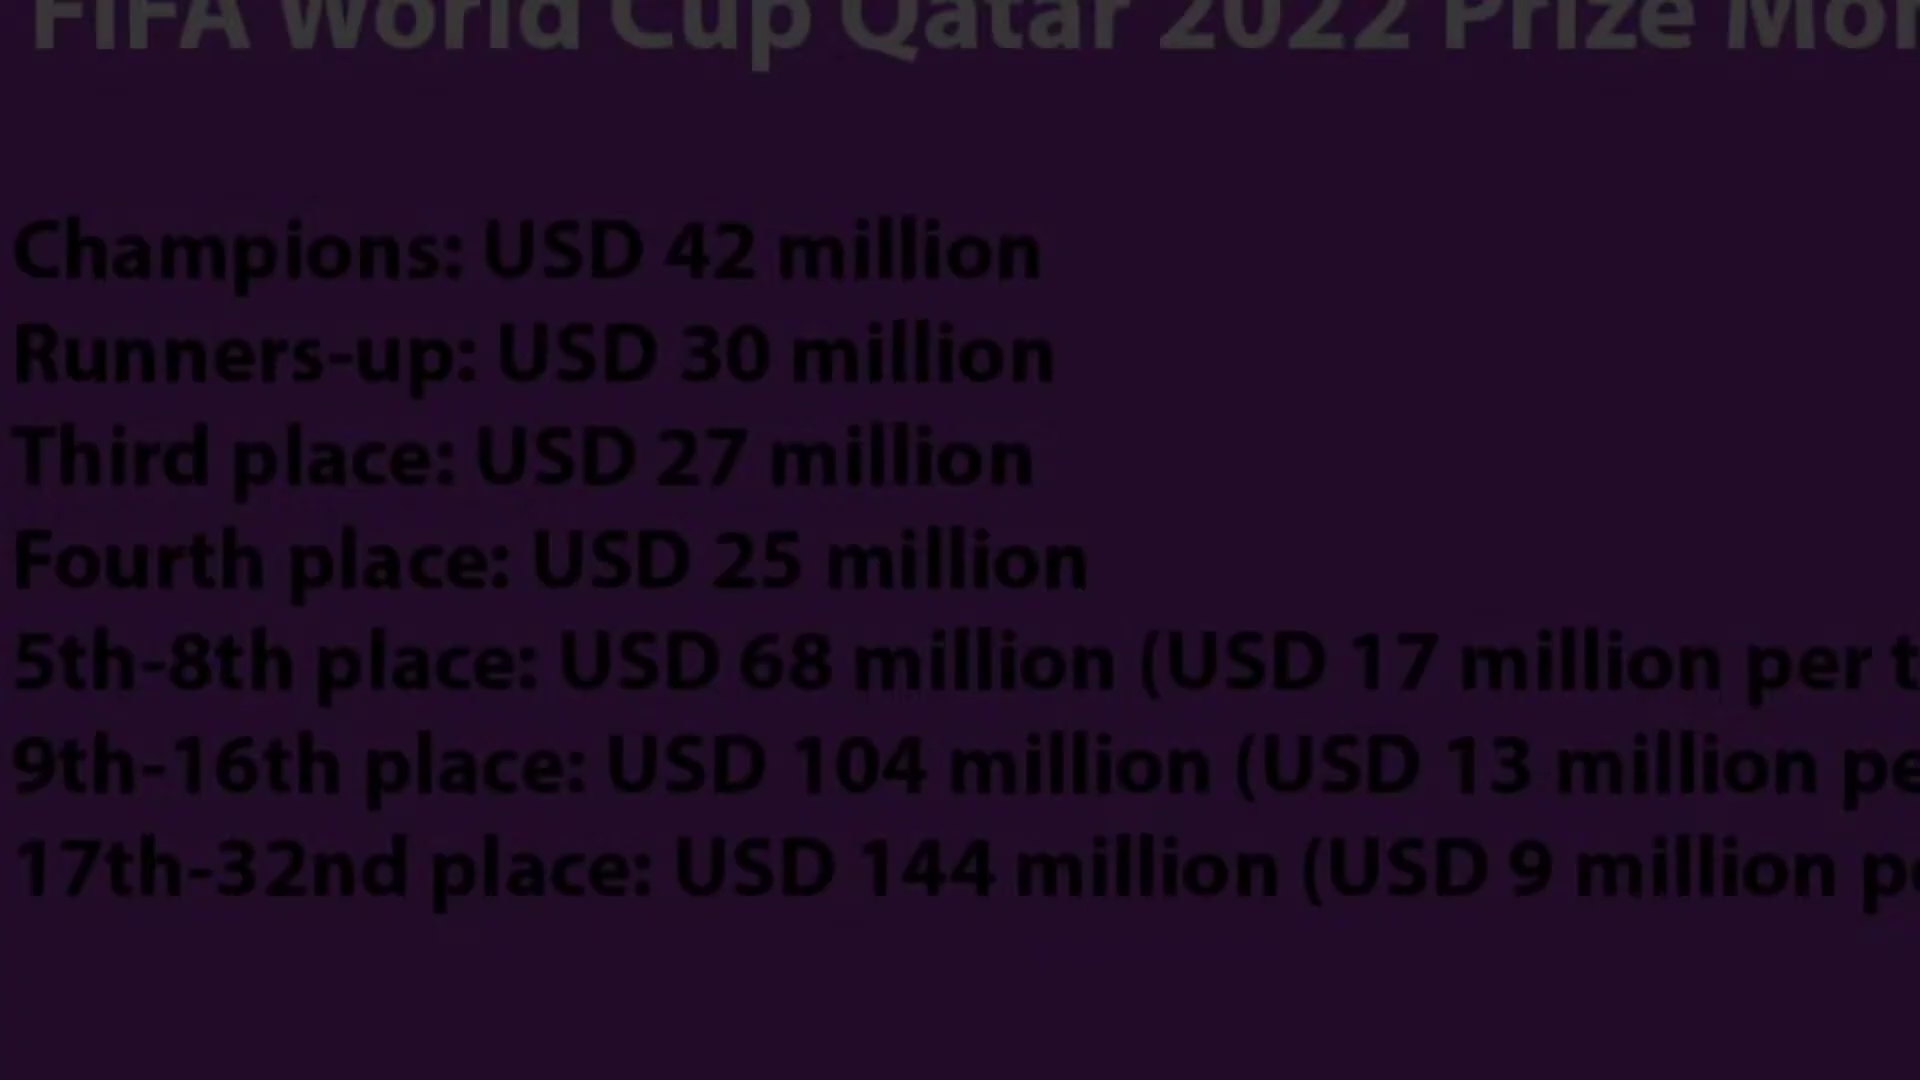 FIFA World Cup Qatar 2022 Prize
Champions: USD 42 million
Runners-up: USD 30 million
Third place: USD 27 million
Fourth place: USD 25 million
5th-8th place: USD 68 million (USD 17 million per
9th-16th place: USD 104 million (USD 13 million
17th-32nd place: USD 144 million (USD 9 million